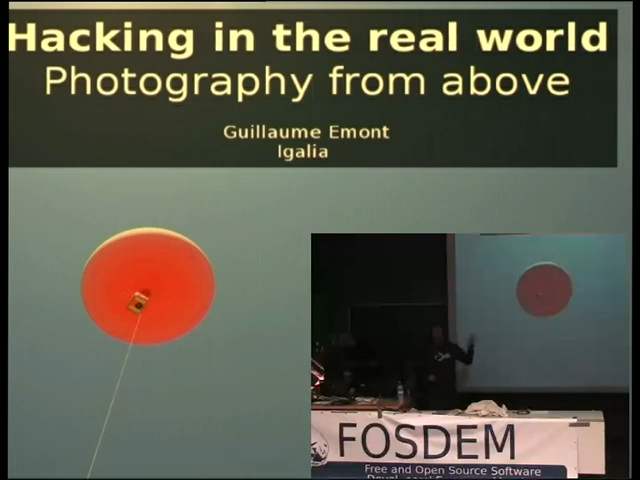 Hacking in the real world
Photography from above
Guillaume Emont
Igalia
FOSDEM
Free and Open Source Software